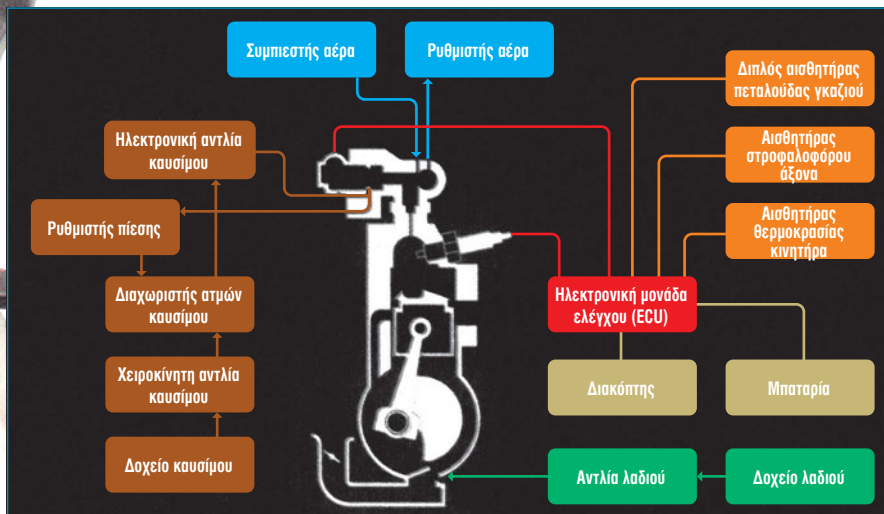 Συμπιεστής αέρα
Ρυθμιστής αέρα
Διπλός αισθητήρας
πεταλούδας γκαζιού
Ηλεκτρονική αντλία
καυσίμου
Αισθητήρας
στροφαλοφόρου
άξονα
Ρυθμιστής πίεσης
Αισθητήρας
θερμοκρασίας
κινητήρα
Διαχωριστής ατμών
καυσίμου
Ηλεκτρονική μονάδα
ελέγχου (ECU)
Χειροκίνητη αντλία
καυσίμου
Διακόπτης
Μπαταρία
Δοχείο καυσίμου
Αντλία λαδιού
Δοχείο λαδιού